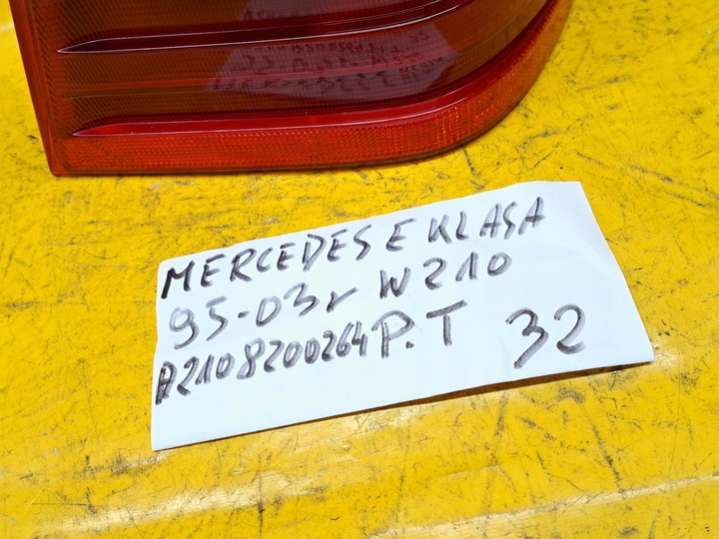 MERCEDES E KLASA
95-03r W210
A2108200264 P.T 32